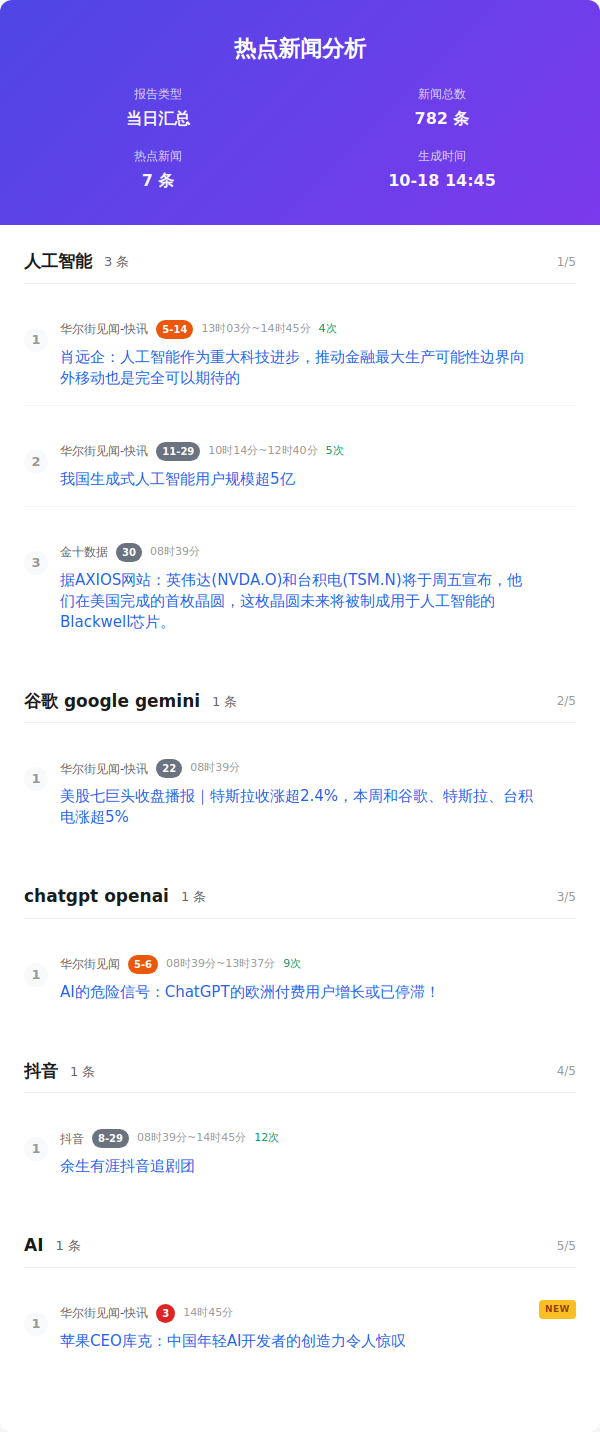 热点新闻分析
报告类型
新闻总数
当日汇总
782 条
热点新闻
生成时间
7 条
10-18 14:45
人工智能 3 条 1/5
1
华尔街见闻-快讯 5-14 13时03分~14时45分 4次
肖远企：人工智能作为重大科技进步，推动金融最大生产可能性边界向
外移动也是完全可以期待的
2
华尔街见闻-快讯 11-29 10时14分~12时40分 5次
我国生成式人工智能用户规模超5亿
3
金十数据 30 08时39分
据AXIOS网站：英伟达(NVDA.O)和台积电(TSM.N)将于周五宣布，他
们在美国完成的首枚晶圆，这枚晶圆未来将被制成用于人工智能的
Blackwell芯片。
谷歌 google gemini 1 条 2/5
1
华尔街见闻-快讯 22 08时39分
美股七巨头收盘播报｜特斯拉收涨超2.4%，本周和谷歌、特斯拉、台积
电涨超5%
chatgpt openai 1 条 3/5
1
华尔街见闻 5-6 08时39分~13时37分 9次
AI的危险信号：ChatGPT的欧洲付费用户增长或已停滞！
抖音 1 条 4/5
1
抖音 8-29 08时39分~14时45分 12次
余生有涯抖音追剧团
AI 1 条 5/5
1
华尔街见闻-快讯 3 14时45分 NEW
苹果CEO库克：中国年轻AI开发者的创造力令人惊叹